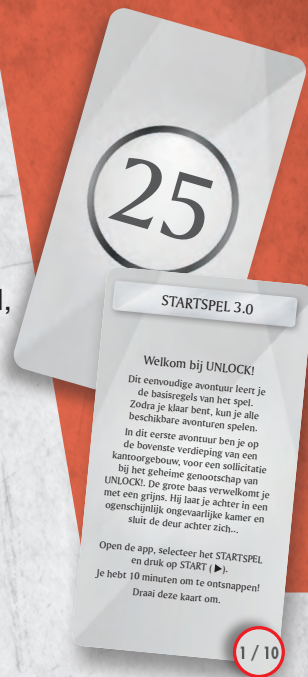 25
STARTSPEL 3.0
Welkom bij UNLOCK!
Dit eenvoudige avontuur leert je
de basisregels van het spel.
Zodra je klaar bent, kun je alle
beschikbare avonturen spelen.
In dit eerste avontuur ben je op
de bovenste verdieping van een
kantoorgebouw, voor een sollicitatie
bij het geheime genootschap van
UNLOCK!. De grote baas verwelkomt je
met een grijns. Hij laat je achter in een
ogenschijnlijk ongevaarlijke kamer en
sluit de deur achter zich...
Open de app, selecteer het STARTSPEL
en druk op START (▶).
Je hebt 10 minuten om te ontsnappen!
Draai deze kaart om.
1 / 10